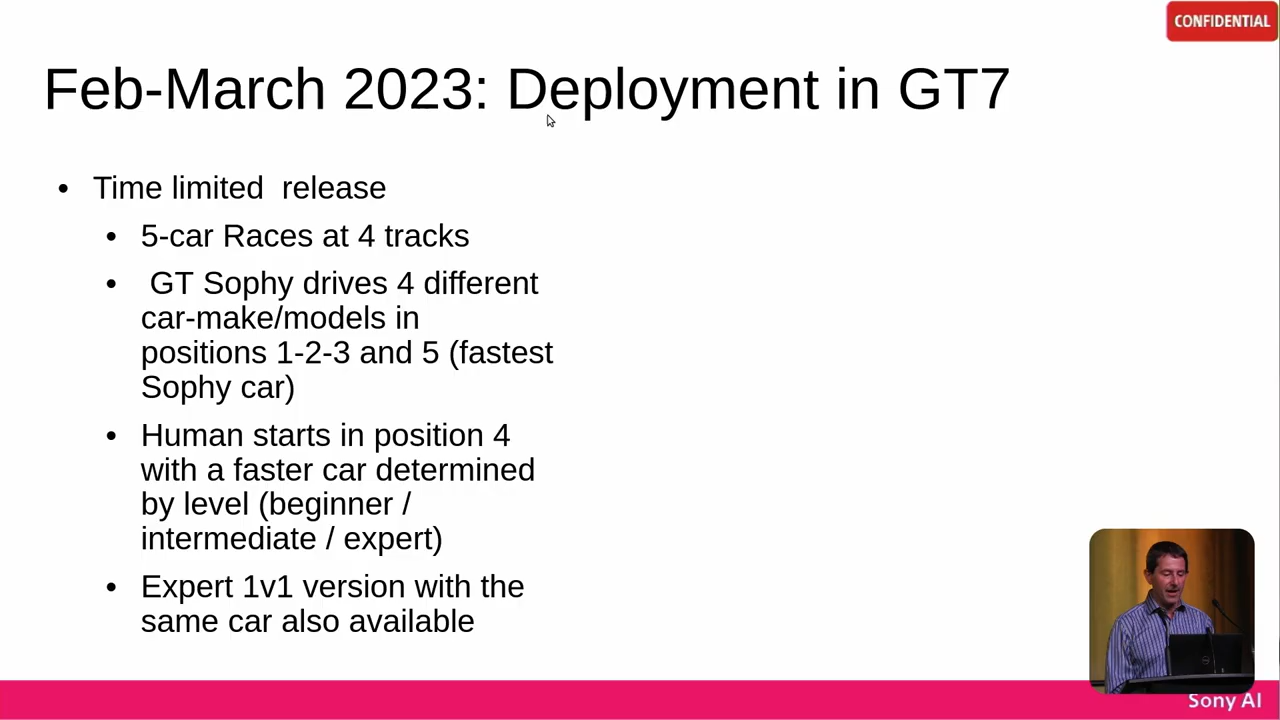 CONFIDENTIAL
Feb-March 2023: Deployment in GT7
• Time limited  release
• 5-car Races at 4 tracks
•  GT Sophy drives 4 different
car-make/models in
positions 1-2-3 and 5 (fastest
Sophy car)
• Human starts in position 4
with a faster car determined
by level (beginner /
intermediate / expert)
• Expert 1v1 version with the
same car also available
Sony AI